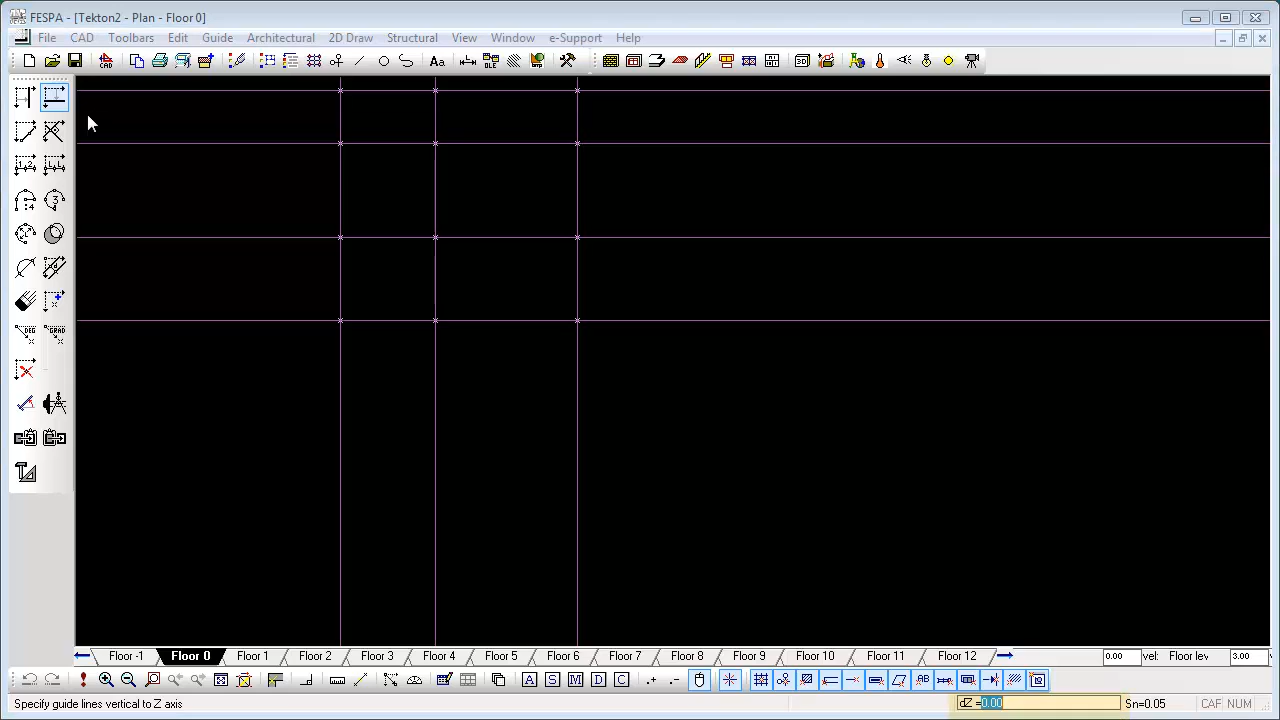 FESPA - [Tekton2 - Plan - Floor 0]
File CAD Toolbars Edit Guide Architectural 2D Draw Structural View Window e-Support Help
Floor -1 Floor 0 Floor 1 Floor 2 Floor 3 Floor 4 Floor 5 Floor 6 Floor 7 Floor 8 Floor 9 Floor 10 Floor 11 Floor 12 0.00 vel: Floor lev 3.00
A S M D C
Specify guide lines vertical to Z axis dZ =0.00 Sn=0.05 CAP NUM